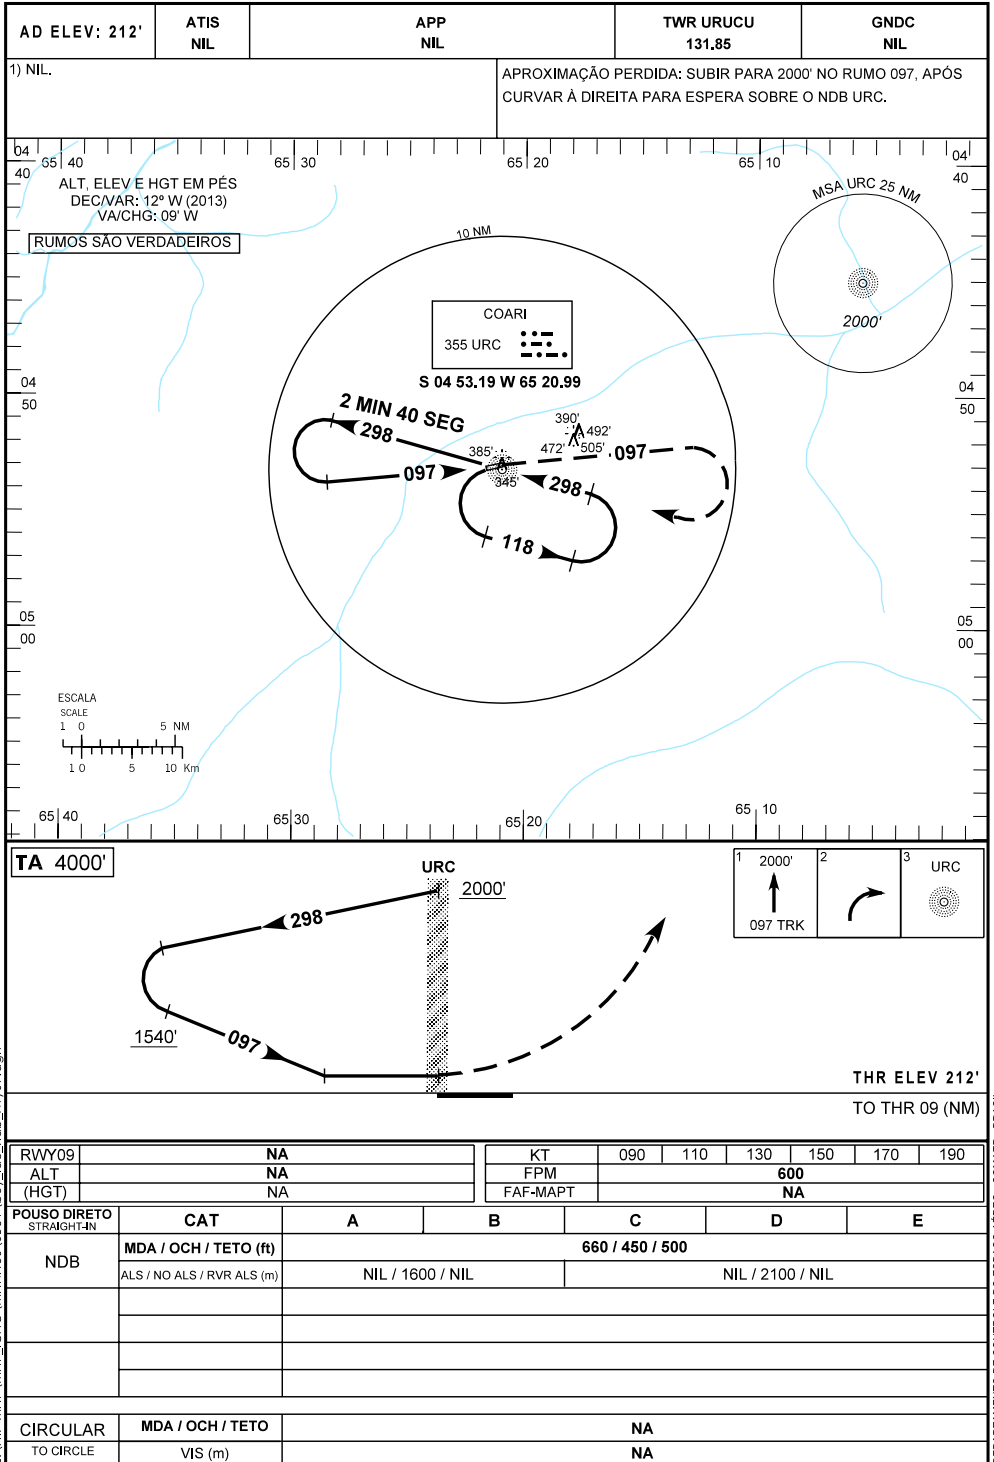 AD ELEV: 212'
ATIS
NIL
APP
NIL
TWR URUCU
131.85
GNDC
NIL
1) NIL.
APROXIMAÇÃO PERDIDA: SUBIR PARA 2000' NO RUMO 097, APÓS
CURVAR À DIREITA PARA ESPERA SOBRE O NDB URC.
04
40
65 40
65 30
65 20
65 10
04
40
ALT, ELEV E HGT EM PÉS
DEC/VAR: 12º W (2013)
VA/CHG: 09' W
RUMOS SÃO VERDADEIROS
MSA URC 25 NM
2000'
10 NM
COARI
355 URC
S 04 53.19 W 65 20.99
04
50
04
50
2 MIN 40 SEG
298
097
385'
345'
390'
492'
472'
505'
097
298
118
05
00
05
00
ESCALA
SCALE
1 0 5 NM
1 0 5 10 Km
65 40
65 30
65 20
65 10
TA 4000'
URC
2000'
298
1540'
097
1 2000'
097 TRK
2
3 URC
THR ELEV 212'
TO THR 09 (NM)
RWY09 NA
ALT NA
(HGT) NA
KT 090 110 130 150 170 190
FPM 600
FAF-MAPT NA
POUSO DIRETO
STRAIGHT-IN
CAT A B C D E
NDB
MDA / OCH / TETO (ft) 660 / 450 / 500
ALS / NO ALS / RVR ALS (m) NIL / 1600 / NIL NIL / 2100 / NIL
CIRCULAR
TO CIRCLE
MDA / OCH / TETO NA
VIS (m) NA